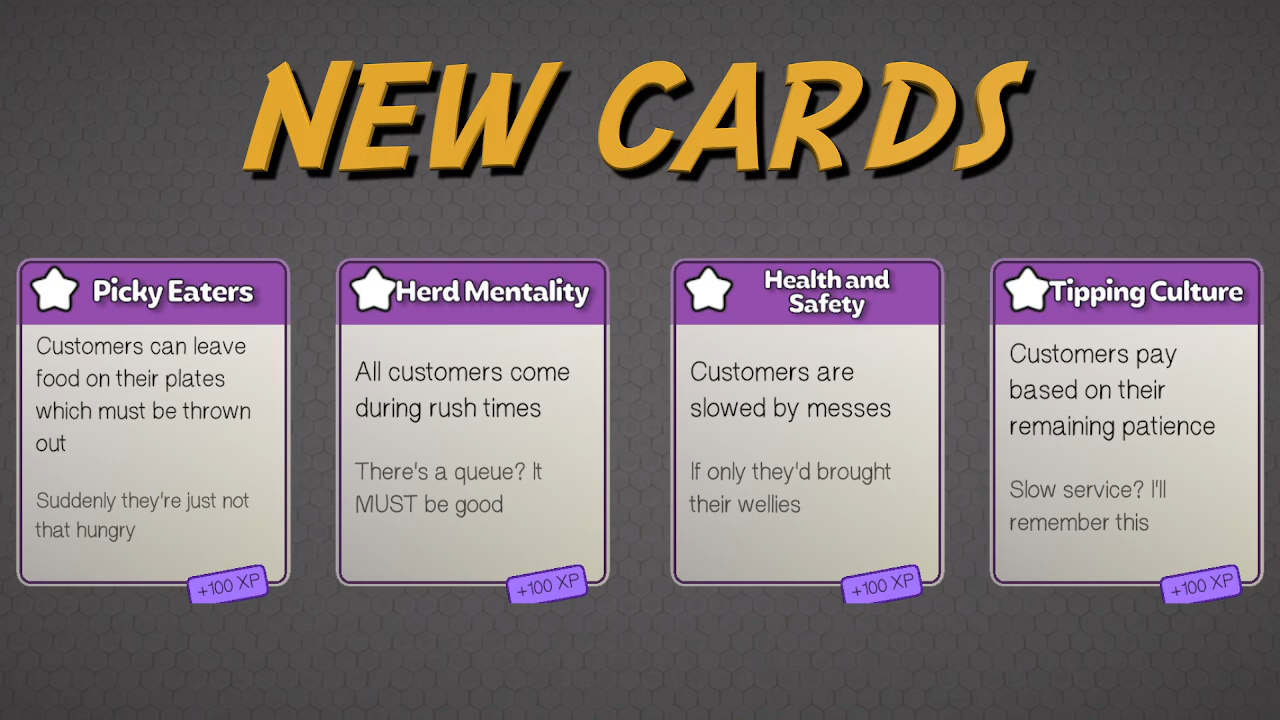 NEW CARDS
Picky Eaters
Customers can leave
food on their plates
which must be thrown
out
Suddenly they're just not
that hungry
+100 XP
Herd Mentality
All customers come
during rush times
There's a queue? It
MUST be good
+100 XP
Health and
Safety
Customers are
slowed by messes
If only they'd brought
their wellies
+100 XP
Tipping Culture
Customers pay
based on their
remaining patience
Slow service? I'll
remember this
+100 XP